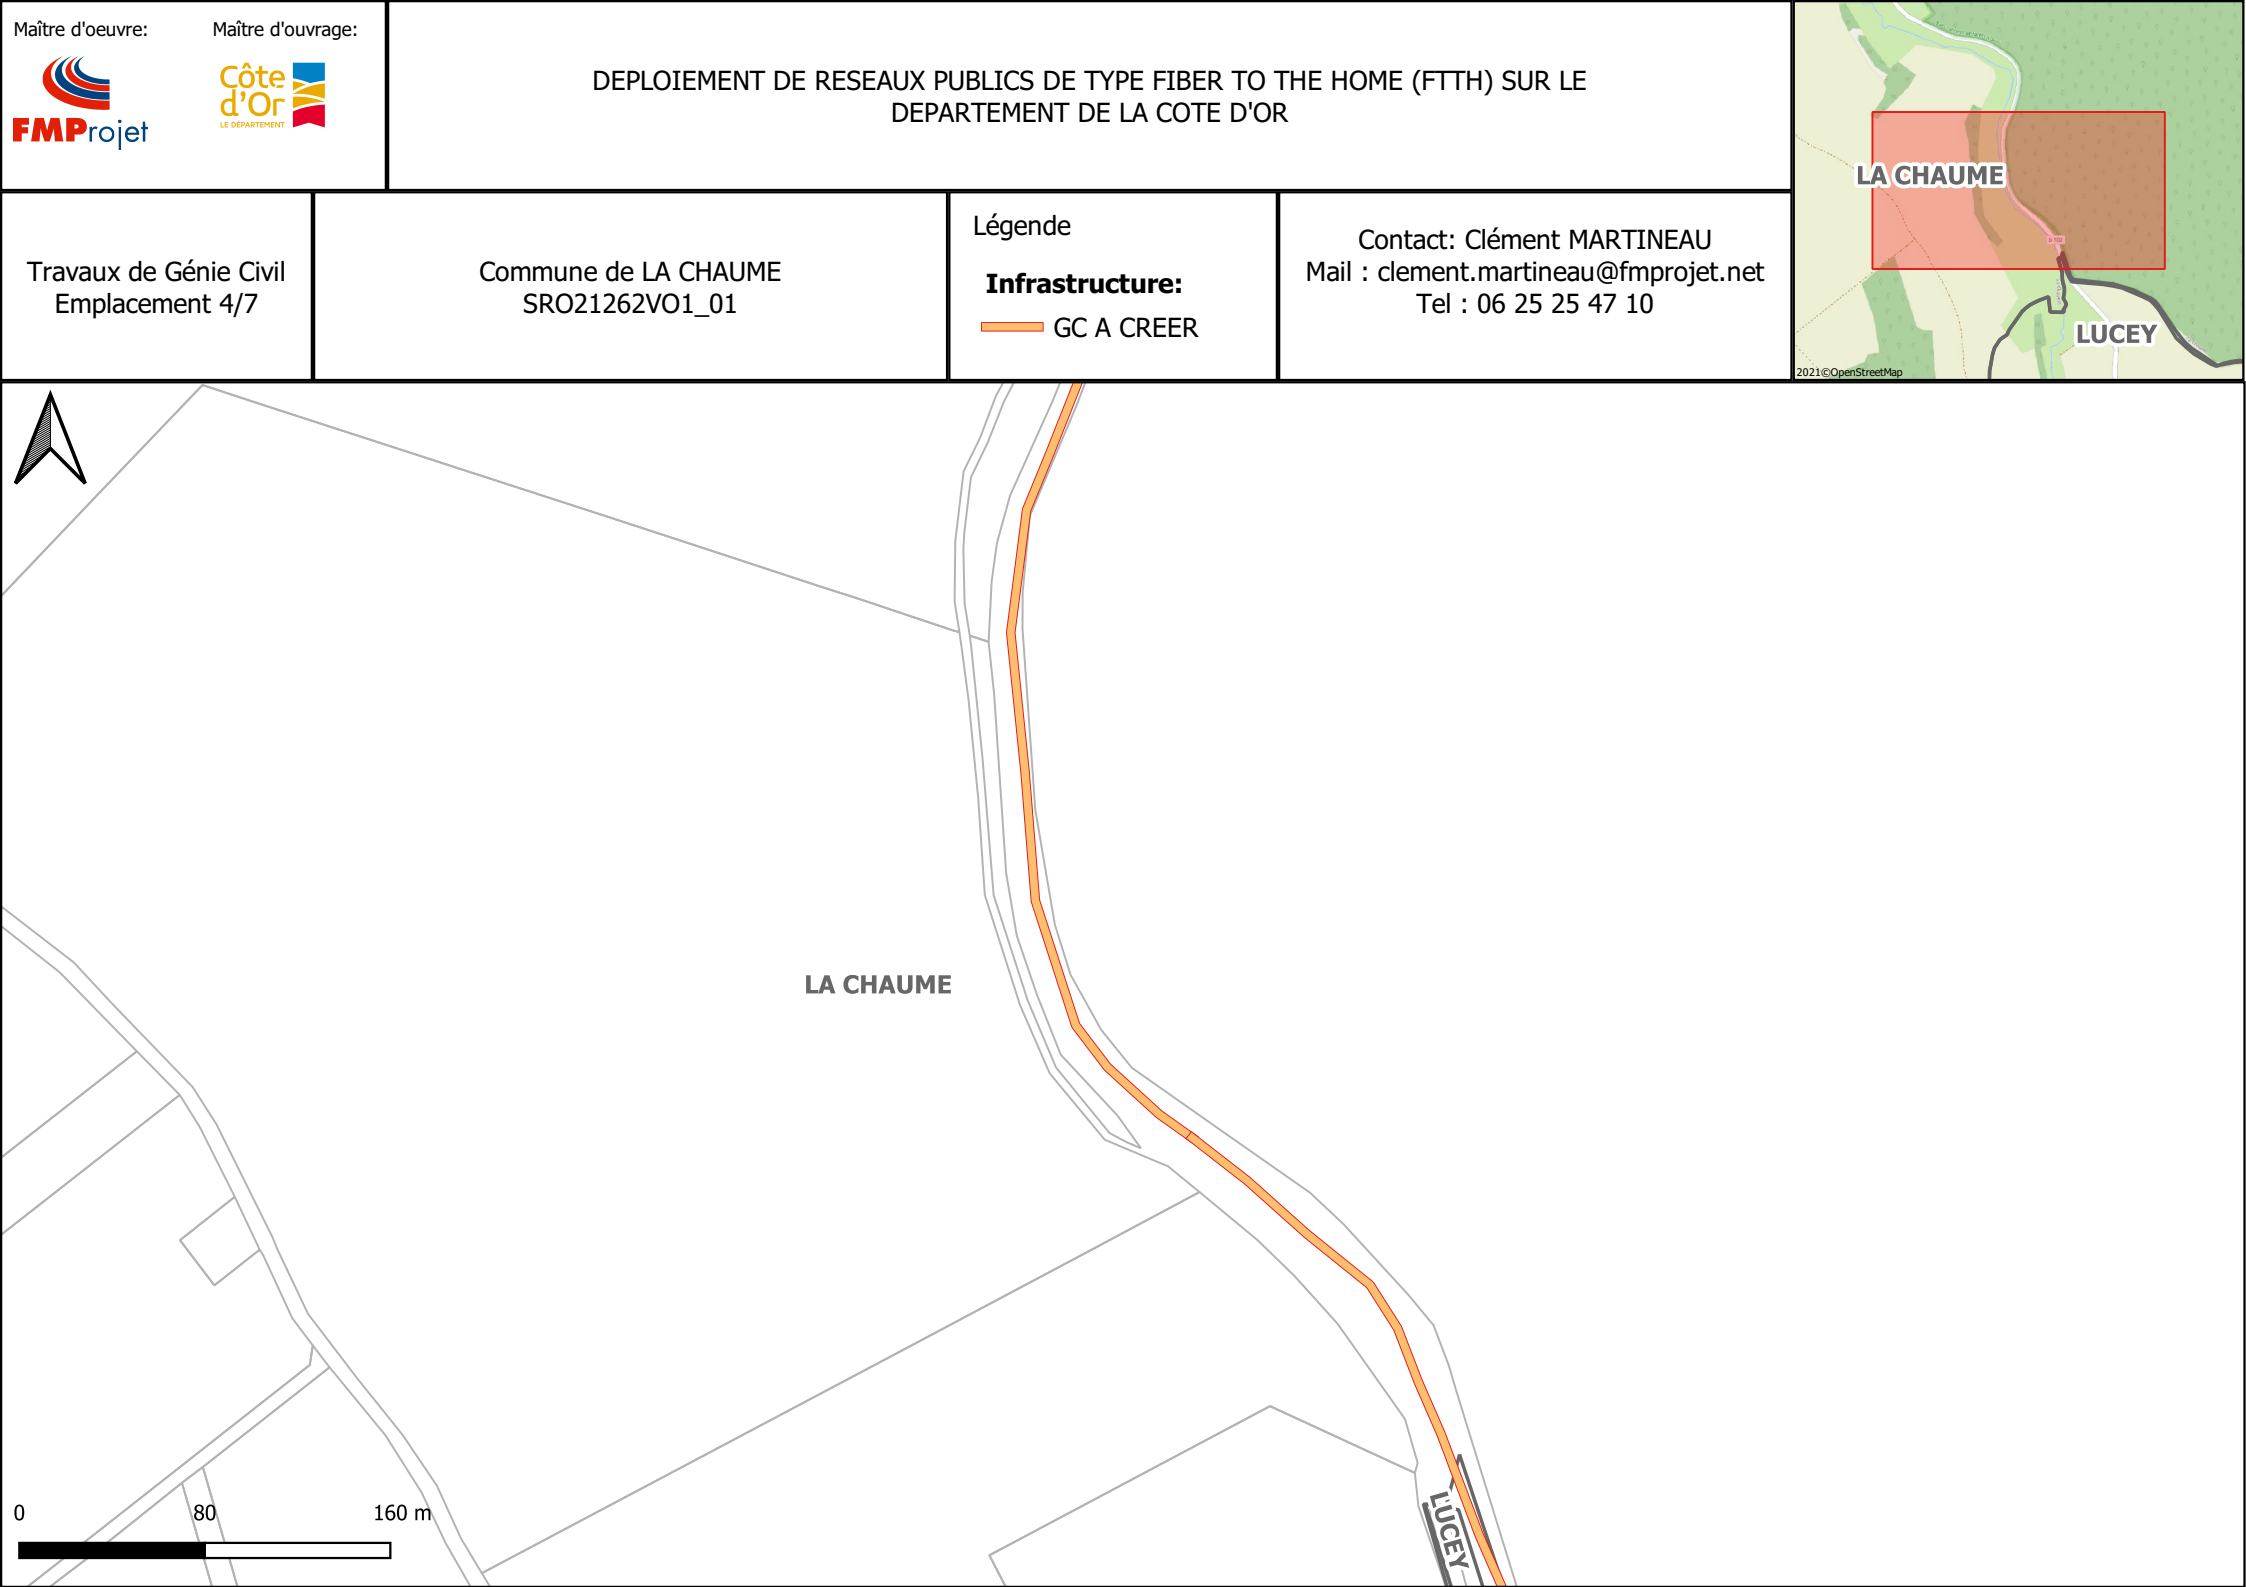 Maître d'oeuvre:
Maître d'ouvrage:
FMProjet
Côte
d'Or
LE DÉPARTEMENT
DEPLOIEMENT DE RESEAUX PUBLICS DE TYPE FIBER TO THE HOME (FTTH) SUR LE
DEPARTEMENT DE LA COTE D'OR
Travaux de Génie Civil
Emplacement 4/7
Commune de LA CHAUME
SRO21262VO1_01
Légende
Infrastructure:
GC A CREER
Contact: Clément MARTINEAU
Mail : clement.martineau@fmprojet.net
Tel : 06 25 25 47 10
LA CHAUME
LUCEY
2021©OpenStreetMap
LA CHAUME
LUCEY
0
80
160 m